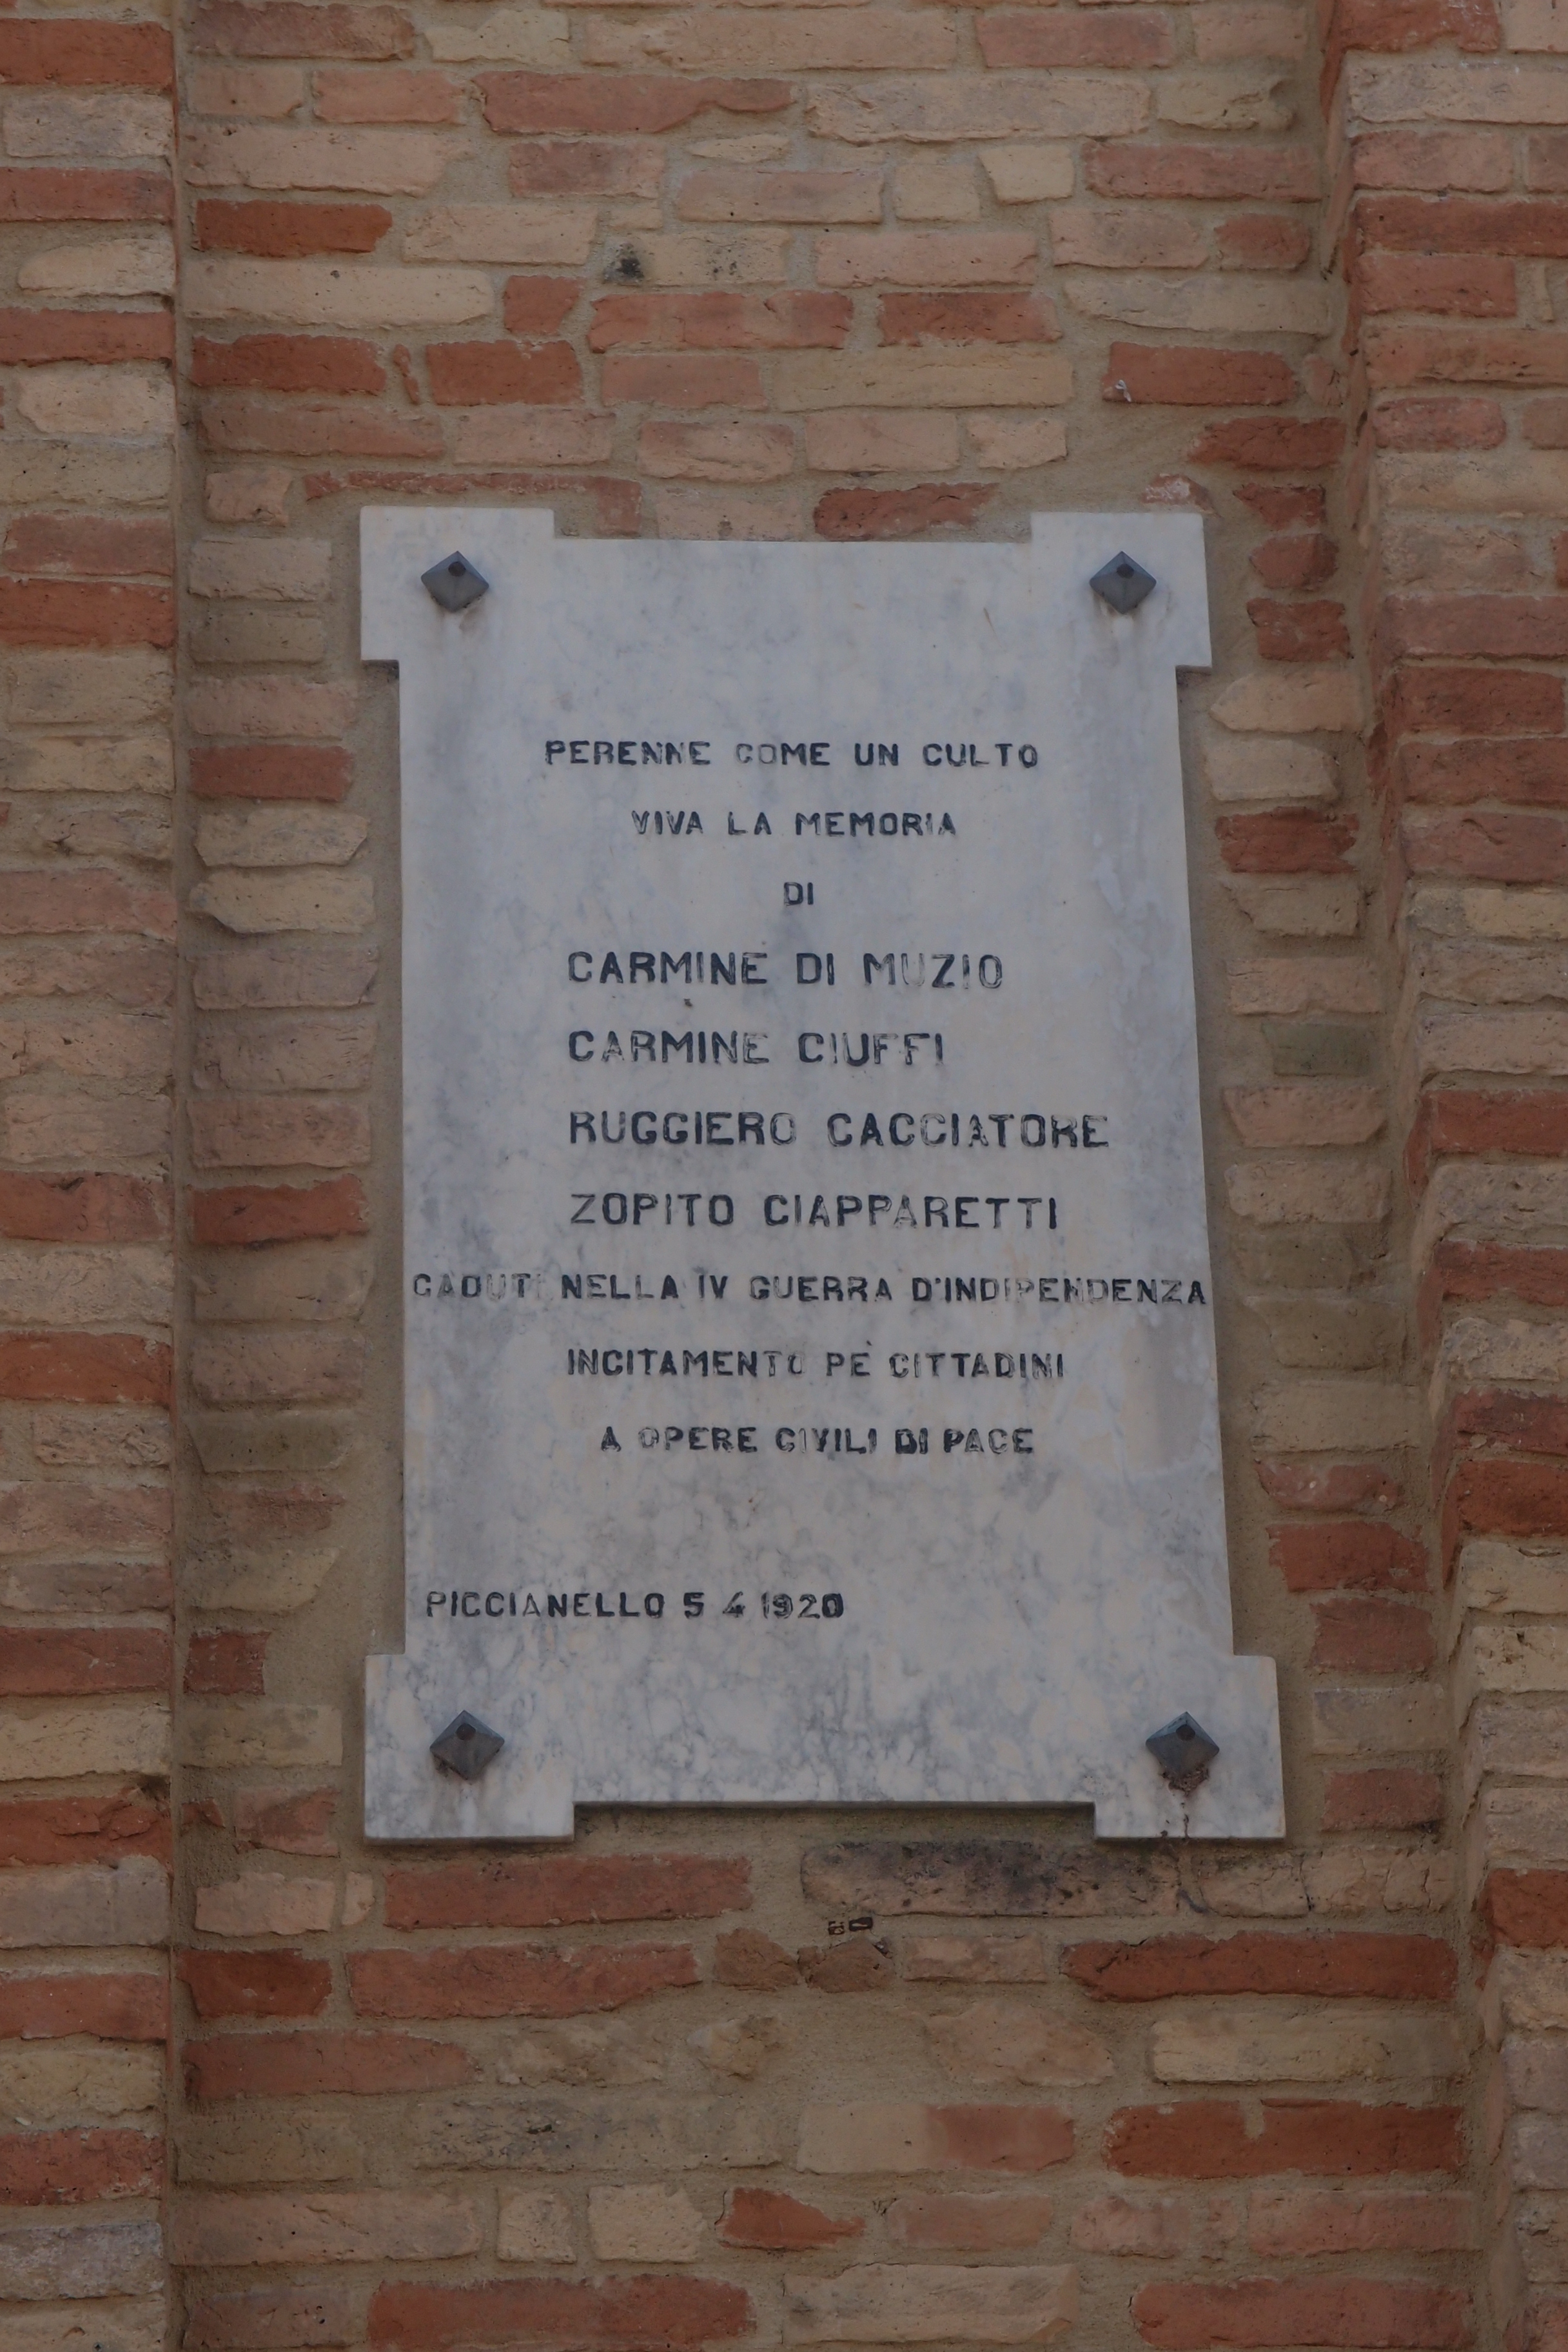 PERENNE COME UN CULTO
VIVA LA MEMORIA
DI
CARMINE DI MUZIO
CARMINE CIUFFI
RUGGIERO CACCIATORE
ZOPITO CIAPPARETTI
CADUTI NELLA IV GUERRA D'INDIPENDENZA
INCITAMENTO PE' CITTADINI
A OPERE CIVILI DI PACE
PICCIANELLO 5 4 1920